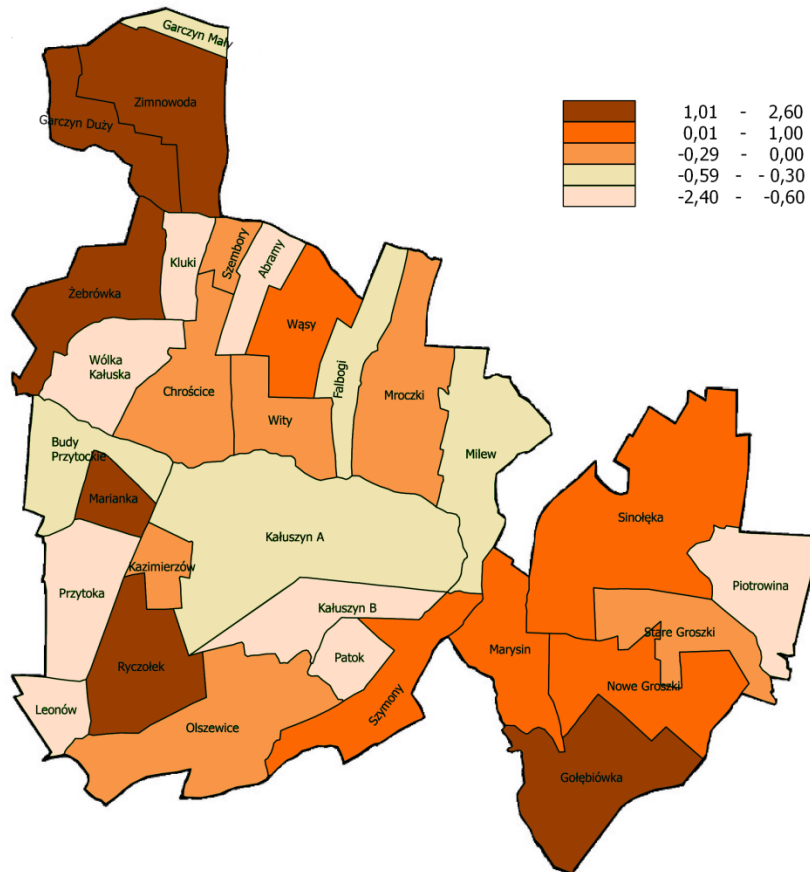 Garczyn Mały
Zimnowoda
Garczyn Duży
1,01 - 2,60
0,01 - 1,00
-0,29 - 0,00
-0,59 - - 0,30
-2,40 - -0,60
Kluki
Szembory
Abramy
Żebrówka
Wąsy
Wólka
Kałuska
Chrościce
Falbogi
Mroczki
Wity
Budy
Przytockie
Milew
Marianka
Sinołęka
Kałuszyn A
Kazimierzów
Piotrowina
Przytoka
Kałuszyn B
Stare Groszki
Patok
Marysin
Ryczołek
Nowe Groszki
Leonów
Szymony
Olszewice
Gołębiówka